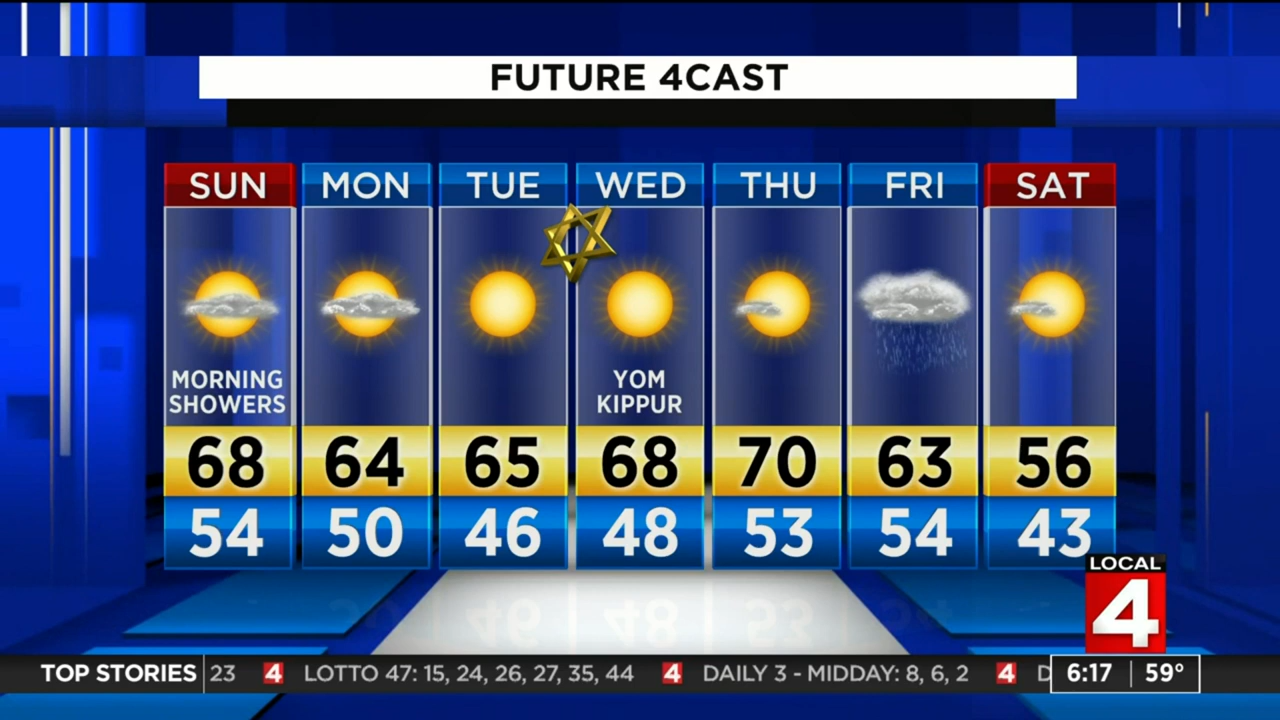 FUTURE 4CAST
SUN MON TUE WED THU FRI SAT
MORNING
SHOWERS
YOM
KIPPUR
68 64 65 68 70 63 56
54 50 46 48 53 54 43
LOCAL
4
TOP STORIES 23 4 LOTTO 47: 15, 24, 26, 27, 35, 44 4 DAILY 3 - MIDDAY: 8, 6, 2 4 D 6:17 59°